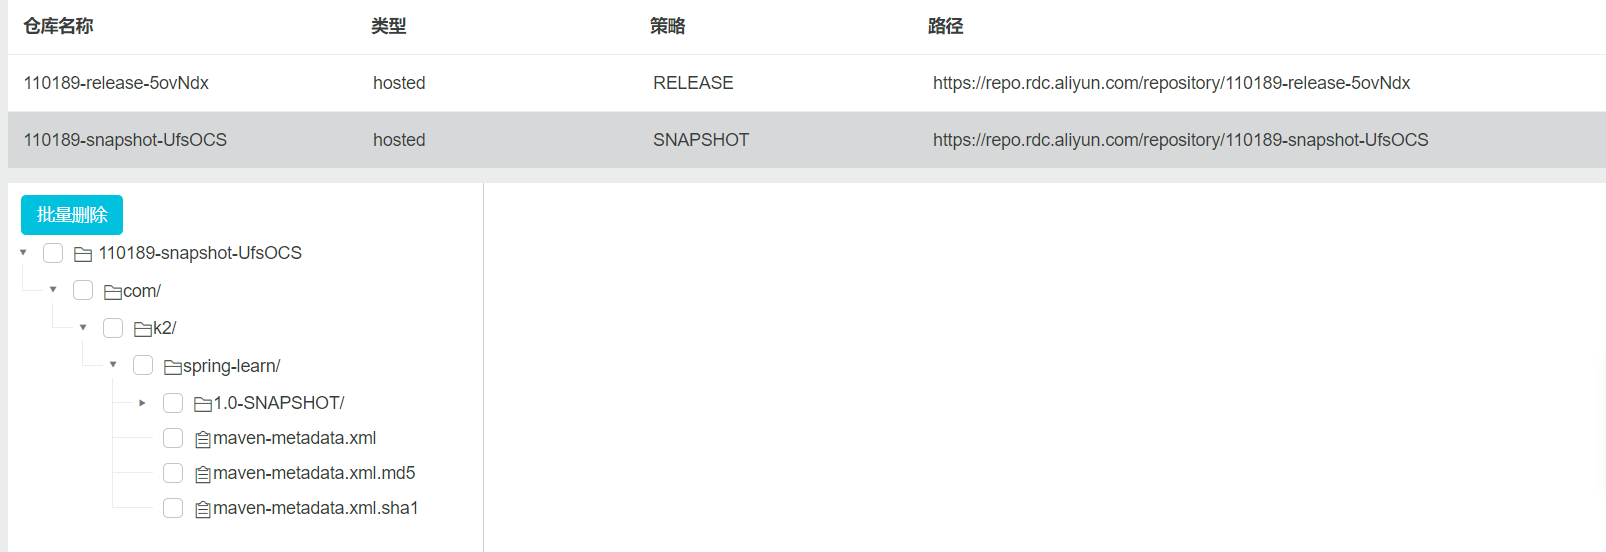 仓库名称 类型 策略 路径
110189-release-5ovNdx hosted RELEASE https://repo.rdc.aliyun.com/repository/110189-release-5ovNdx
110189-snapshot-UfsOCS hosted SNAPSHOT https://repo.rdc.aliyun.com/repository/110189-snapshot-UfsOCS
批量删除
110189-snapshot-UfsOCS
com/
k2/
spring-learn/
1.0-SNAPSHOT/
maven-metadata.xml
maven-metadata.xml.md5
maven-metadata.xml.sha1